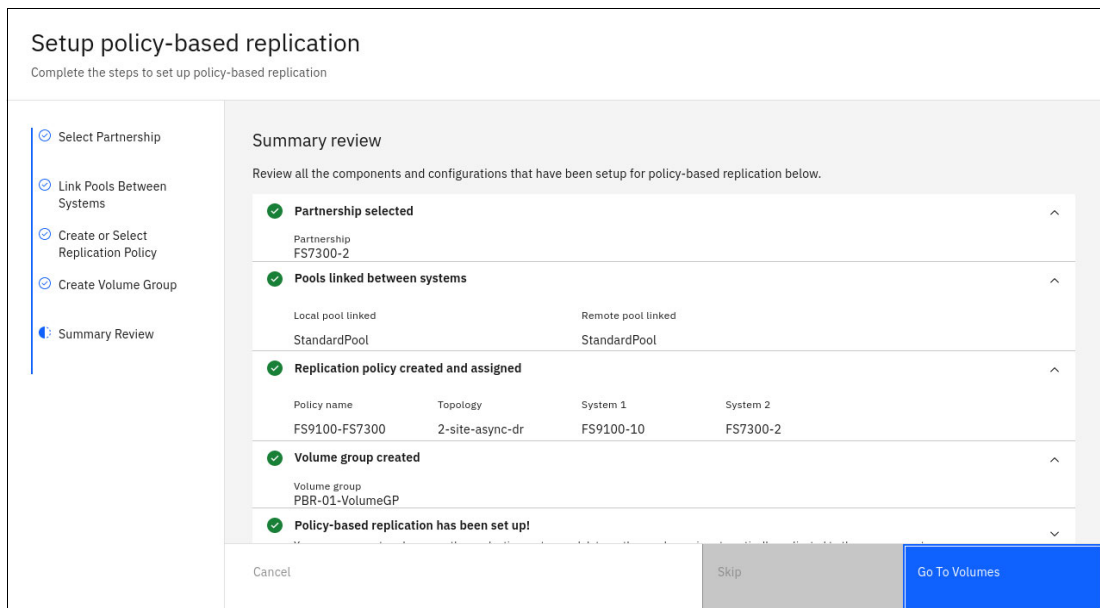 Setup policy-based replication
Complete the steps to set up policy-based replication
Select Partnership
Link Pools Between
Systems
Create or Select
Replication Policy
Create Volume Group
Summary Review
Summary review
Review all the components and configurations that have been setup for policy-based replication below.
Partnership selected
Partnership
FS7300-2
Pools linked between systems
Local pool linked Remote pool linked
StandardPool StandardPool
Replication policy created and assigned
Policy name Topology System 1 System 2
FS9100-FS7300 2-site-async-dr FS9100-10 FS7300-2
Volume group created
Volume group
PBR-01-VolumeGP
Policy-based replication has been set up!
Cancel Skip Go To Volumes